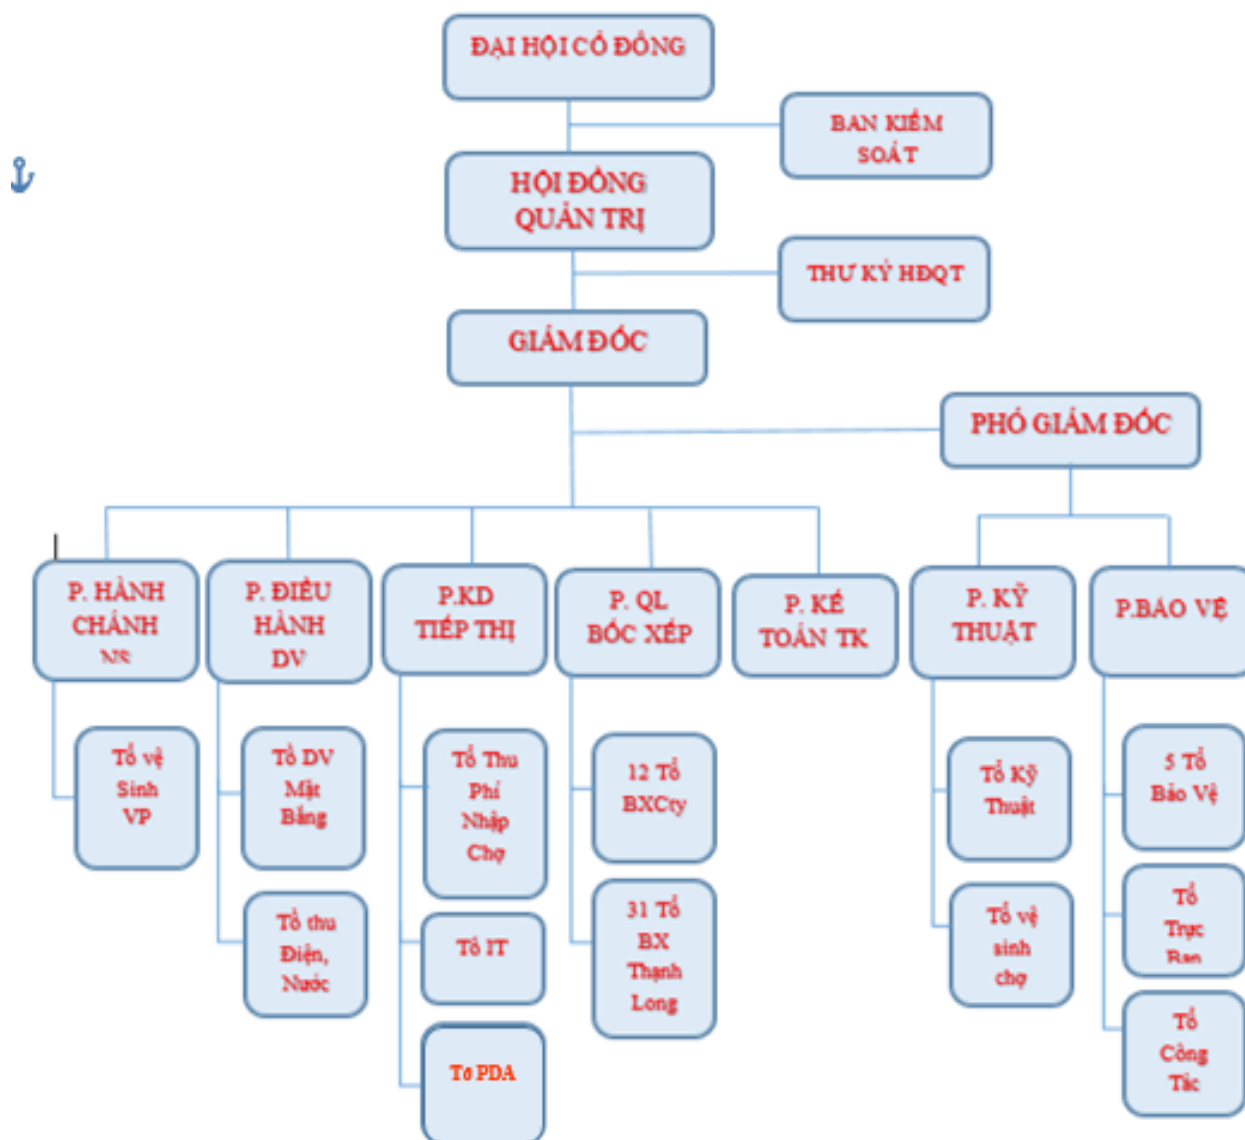 ĐẠI HỘI CỔ ĐÔNG
BAN KIỂM
SOÁT
HỘI ĐỒNG
QUẢN TRỊ
THƯ KÝ HĐQT
GIÁM ĐỐC
PHÓ GIÁM ĐỐC
P. HÀNH
CHÁNH
NS
P. ĐIỀU
HÀNH
DV
P.KD
TIẾP THỊ
P. QL
BỐC XẾP
P. KẾ
TOÁN TK
P. KỸ
THUẬT
P.BẢO VỆ
Tổ vệ
Sinh
VP
Tổ DV
Mặt
Bằng
Tổ Thu
Phí
Nhập
Chợ
12 Tổ
BXCty
Tổ Kỹ
Thuật
5 Tổ
Bảo Vệ
Tổ thu
Điện,
Nước
Tổ IT
31 Tổ
BX
Thạnh
Long
Tổ vệ
sinh
chợ
Tổ
Trực
Ban
Tổ PDA
Tổ
Công
Tác